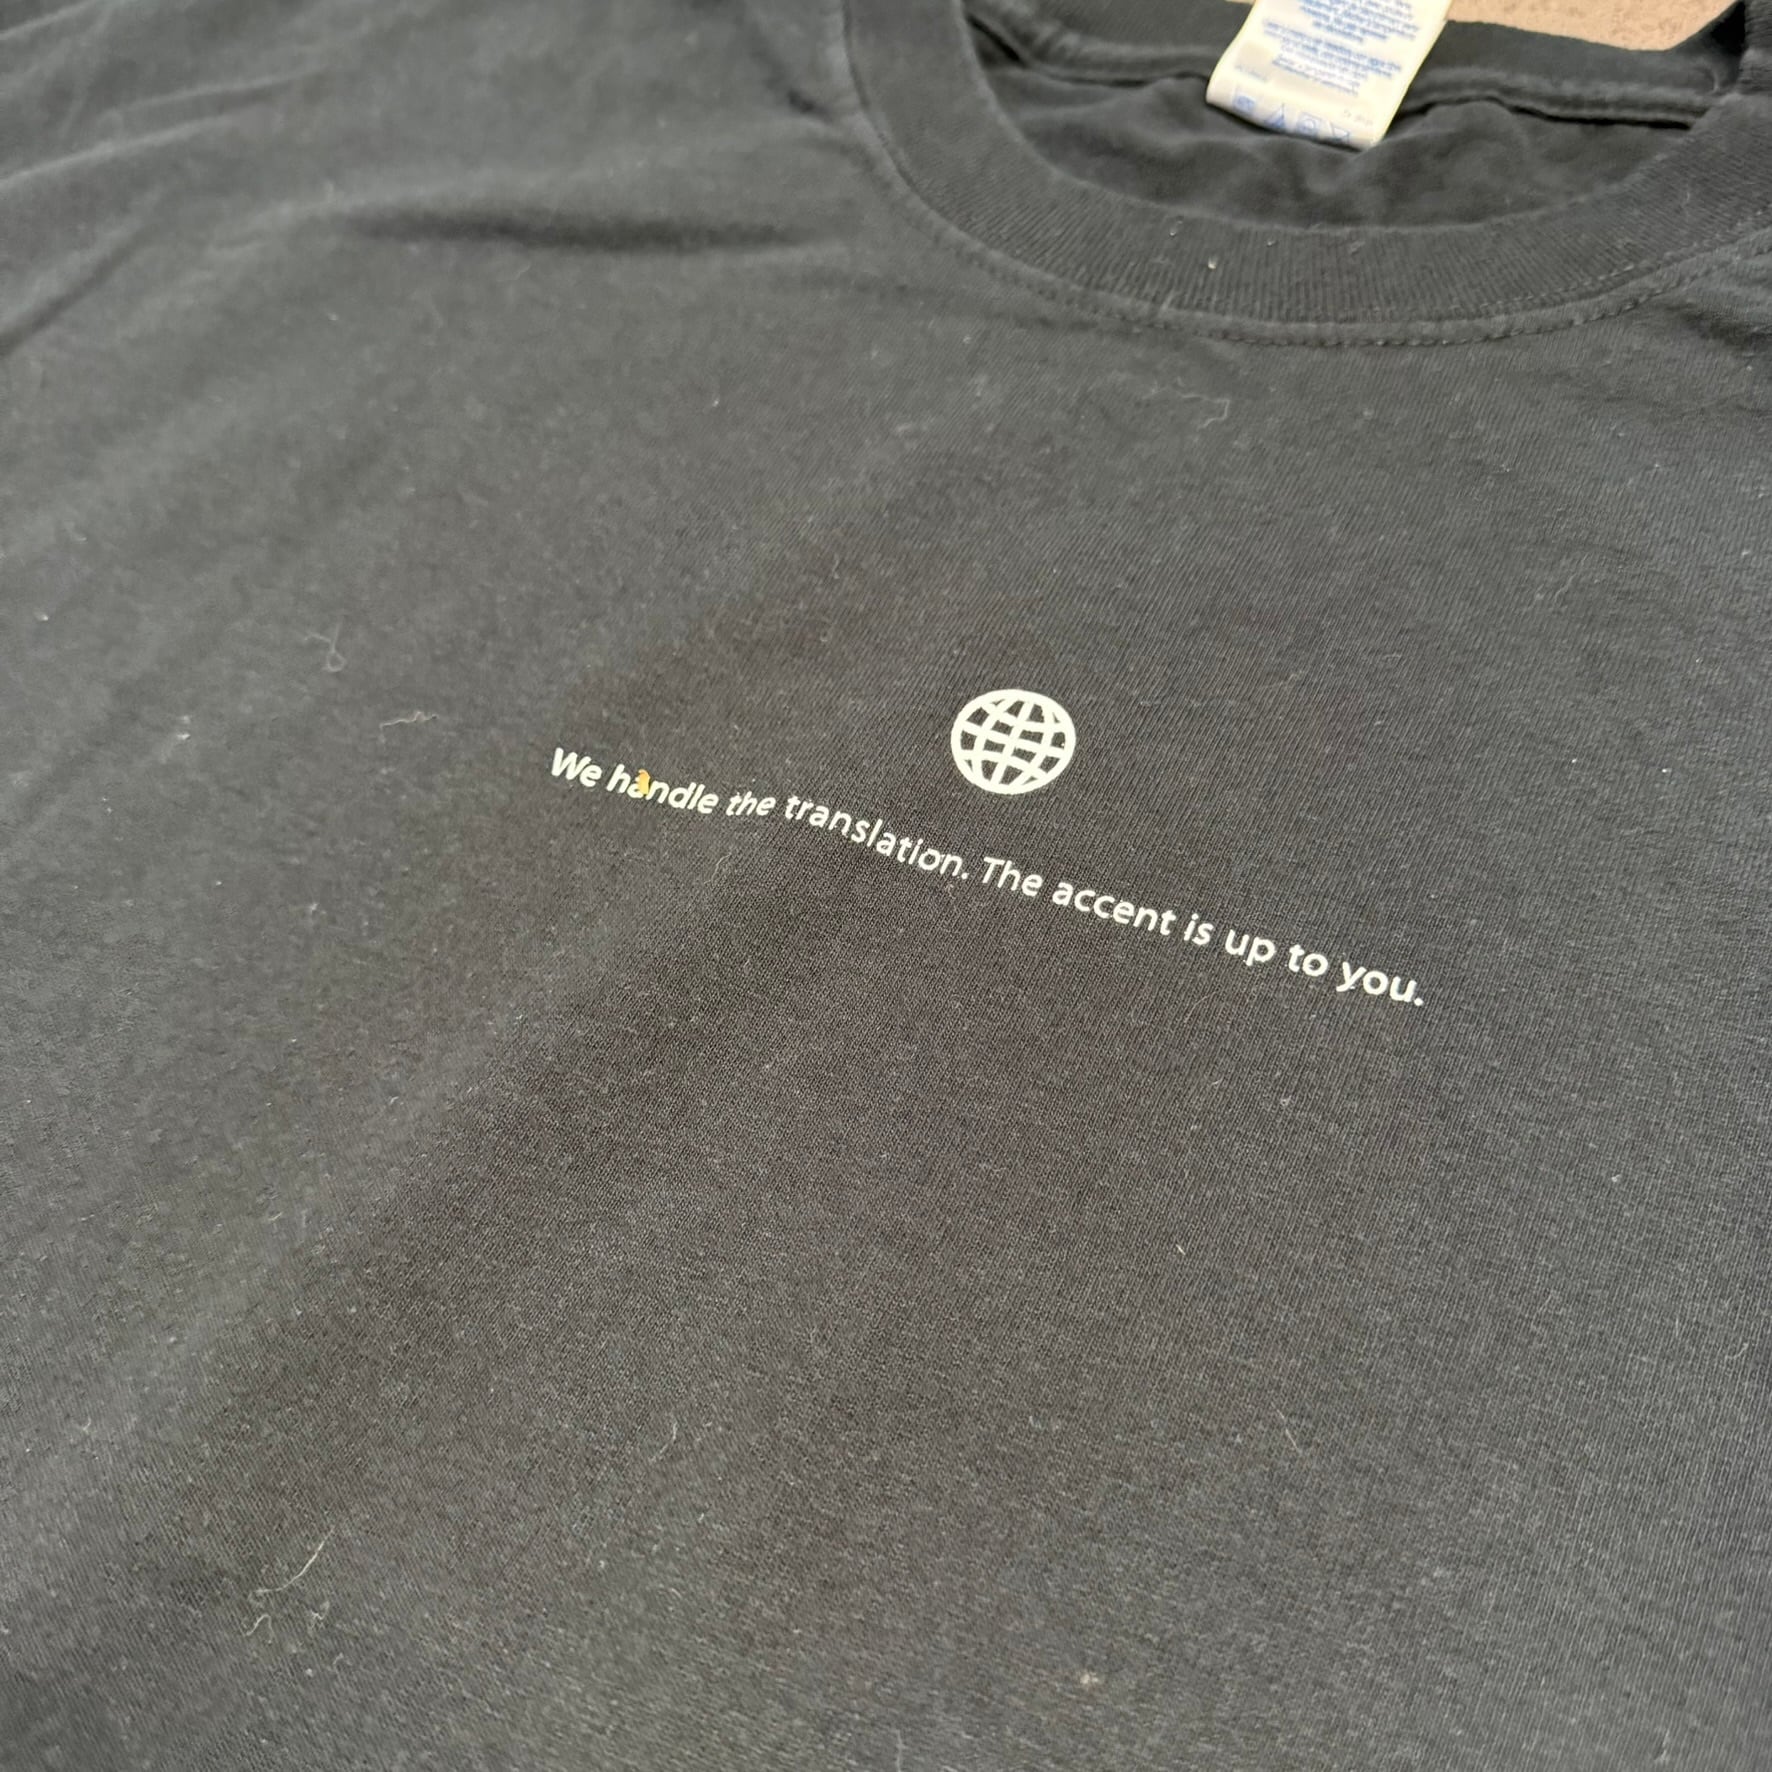 We handle the translation. The accent is up to you.